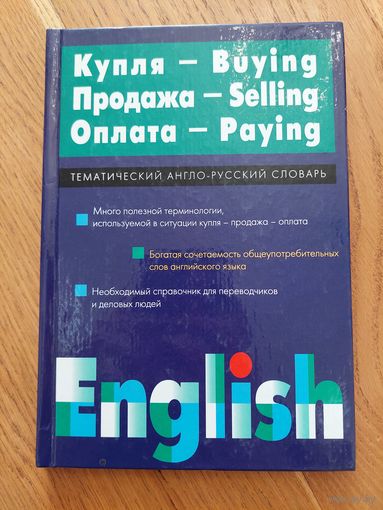 Купля – Buying
Продажа – Selling
Оплата – Paying
ТЕМАТИЧЕСКИЙ АНГЛО-РУССКИЙ СЛОВАРЬ
Много полезной терминологии,
используемой в ситуации купля – продажа – оплата
Богатая сочетаемость общеупотребительных
слов английского языка
Необходимый справочник для переводчиков
и деловых людей
English